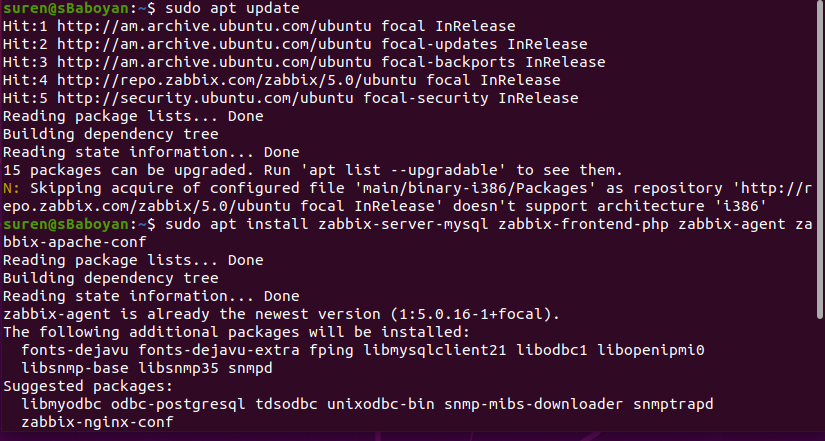 suren@sBaboyan:~$ sudo apt update
Hit:1 http://am.archive.ubuntu.com/ubuntu focal InRelease
Hit:2 http://am.archive.ubuntu.com/ubuntu focal-updates InRelease
Hit:3 http://am.archive.ubuntu.com/ubuntu focal-backports InRelease
Hit:4 http://repo.zabbix.com/zabbix/5.0/ubuntu focal InRelease
Hit:5 http://security.ubuntu.com/ubuntu focal-security InRelease
Reading package lists... Done
Building dependency tree
Reading state information... Done
15 packages can be upgraded. Run 'apt list --upgradable' to see them.
N: Skipping acquire of configured file 'main/binary-i386/Packages' as repository 'http://r
epo.zabbix.com/zabbix/5.0/ubuntu focal InRelease' doesn't support architecture 'i386'
suren@sBaboyan:~$ sudo apt install zabbix-server-mysql zabbix-frontend-php zabbix-agent za
bbix-apache-conf
Reading package lists... Done
Building dependency tree
Reading state information... Done
zabbix-agent is already the newest version (1:5.0.16-1+focal).
The following additional packages will be installed:
  fonts-dejavu fonts-dejavu-extra fping libmysqlclient21 libodbc1 libopenipmi0
  libsnmp-base libsnmp35 snmpd
Suggested packages:
  libmyodbc odbc-postgresql tdsodbc unixodbc-bin snmp-mibs-downloader snmptrapd
  zabbix-nginx-conf